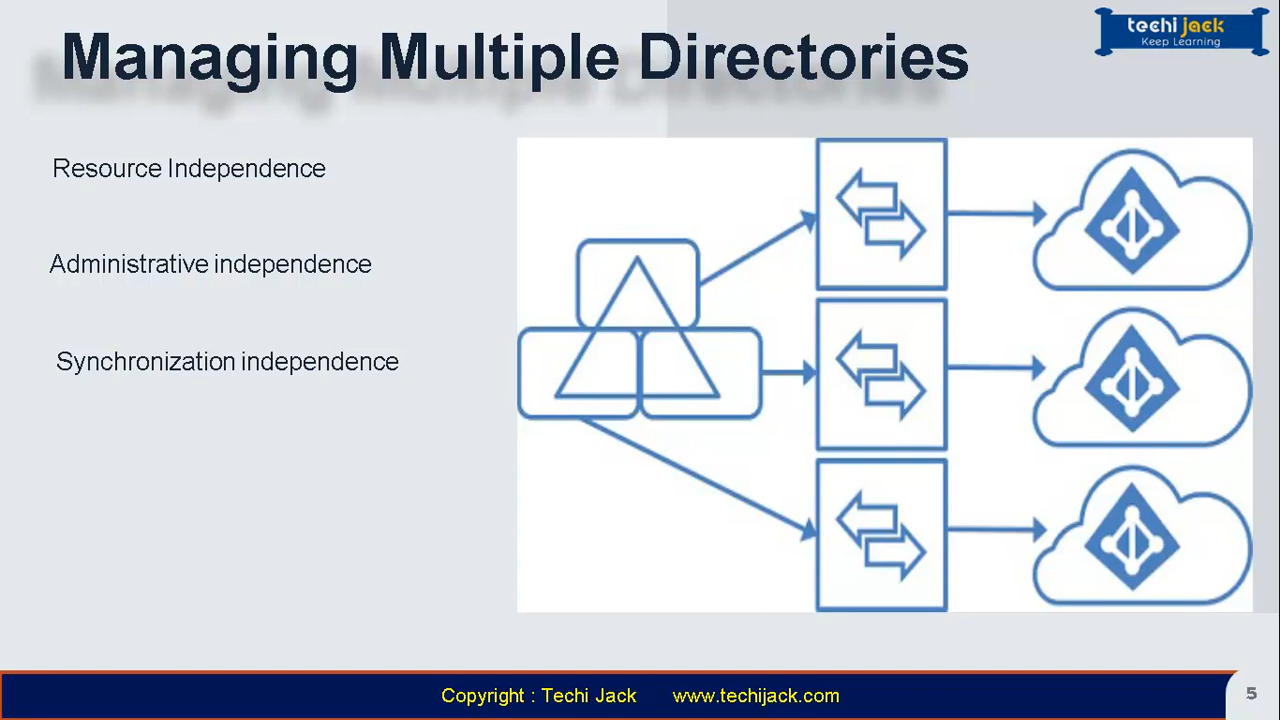 Managing Multiple Directories
techi jack
Keep Learning
Resource Independence
Administrative independence
Synchronization independence
Copyright : Techi Jack www.techijack.com
5